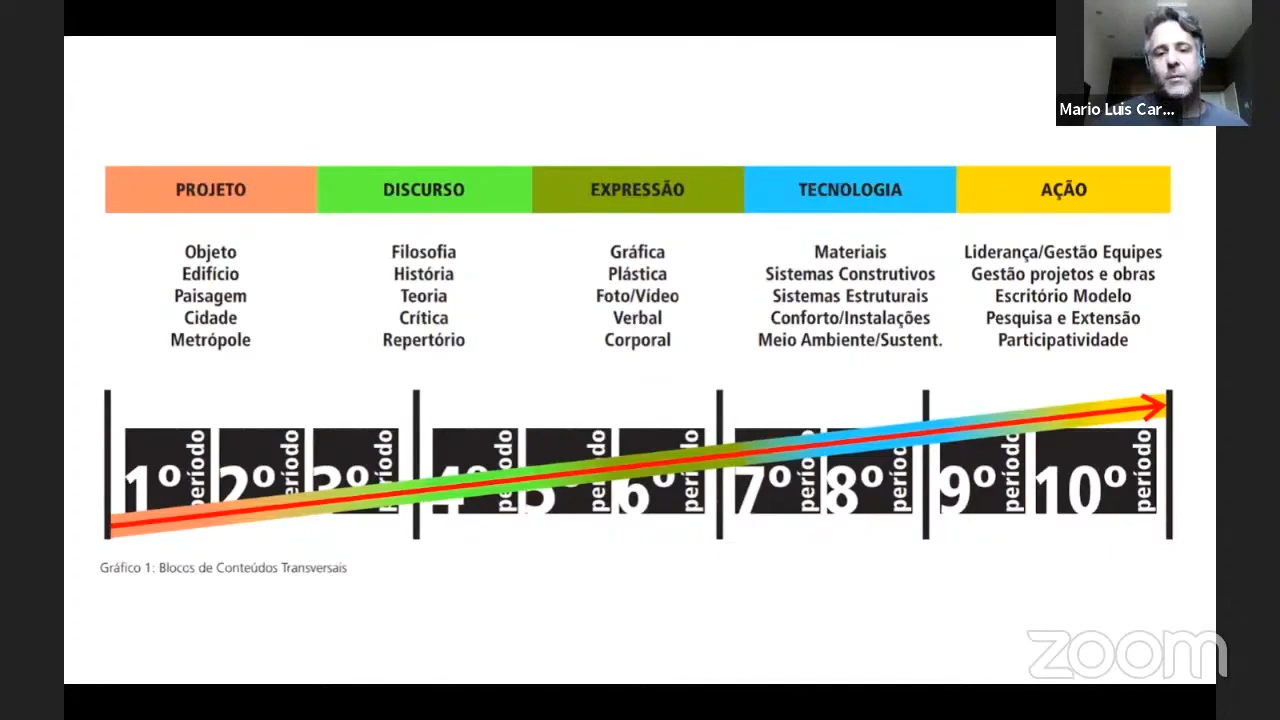 Mario Luis Car...
PROJETO DISCURSO EXPRESSÃO TECNOLOGIA AÇÃO
Objeto Filosofia Gráfica Materiais Liderança/Gestão Equipes
Edifício História Plástica Sistemas Construtivos Gestão projetos e obras
Paisagem Teoria Foto/Vídeo Sistemas Estruturais Escritório Modelo
Cidade Crítica Verbal Conforto/Instalações Pesquisa e Extensão
Metrópole Repertório Corporal Meio Ambiente/Sustent. Participatividade
1º período 2º período 3º período 4º período 5º período 6º período 7º período 8º período 9º período 10º período
Gráfico 1: Blocos de Conteúdos Transversais
zoom